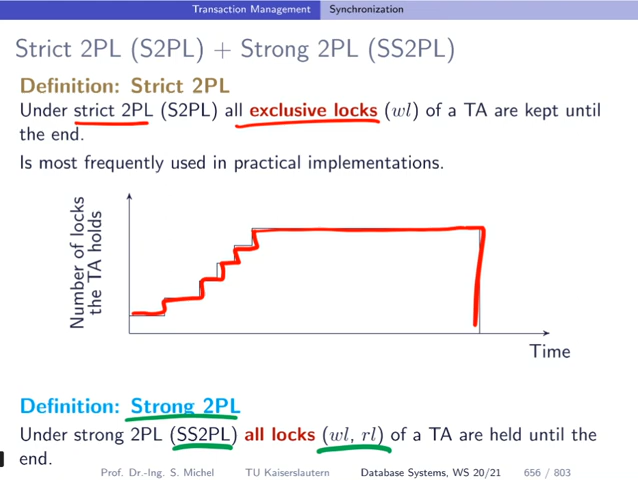 Transaction Management Synchronization
Strict 2PL (S2PL) + Strong 2PL (SS2PL)
Definition: Strict 2PL
Under strict 2PL (S2PL) all exclusive locks (wl) of a TA are kept until
the end.
Is most frequently used in practical implementations.
Number of locks
the TA holds
Time
Definition: Strong 2PL
Under strong 2PL (SS2PL) all locks (wl, rl) of a TA are held until the
end.
Prof. Dr.-Ing. S. Michel TU Kaiserslautern Database Systems, WS 20/21 656 / 803